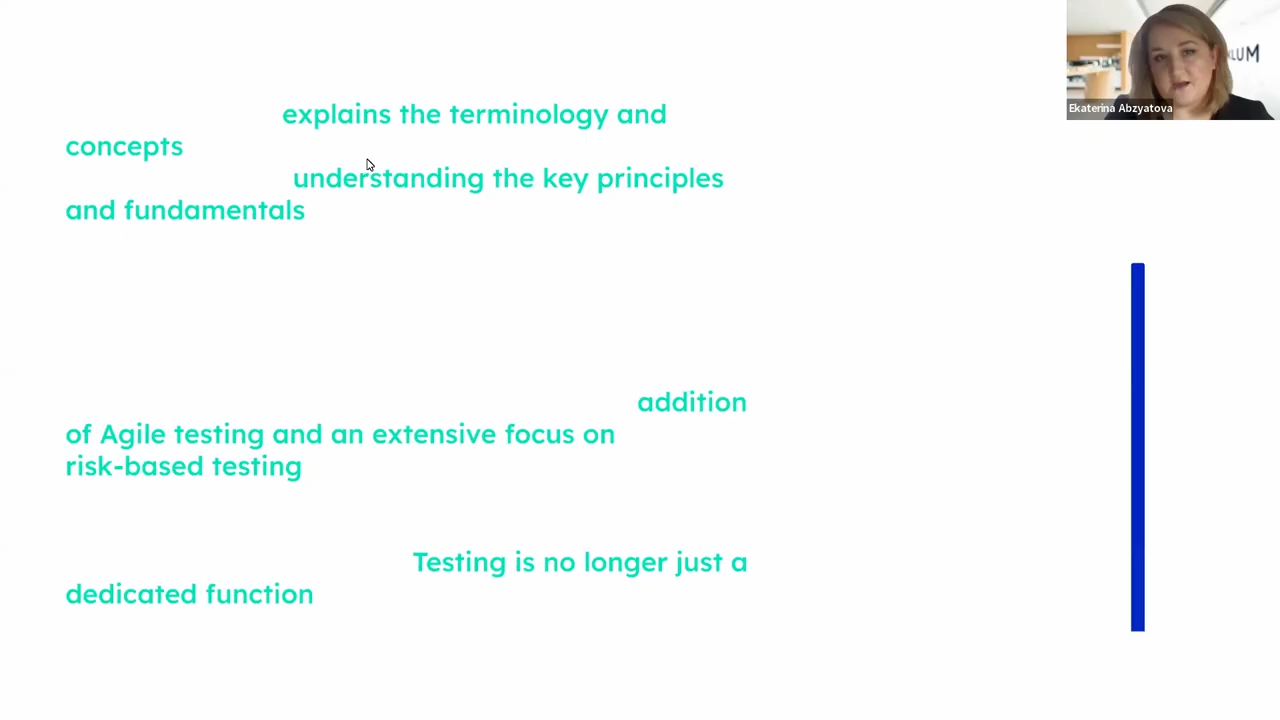 explains the terminology and
concepts
understanding the key principles
and fundamentals
addition
of Agile testing and an extensive focus on
risk-based testing
Testing is no longer just a
dedicated function
Ekaterina Abzyatova